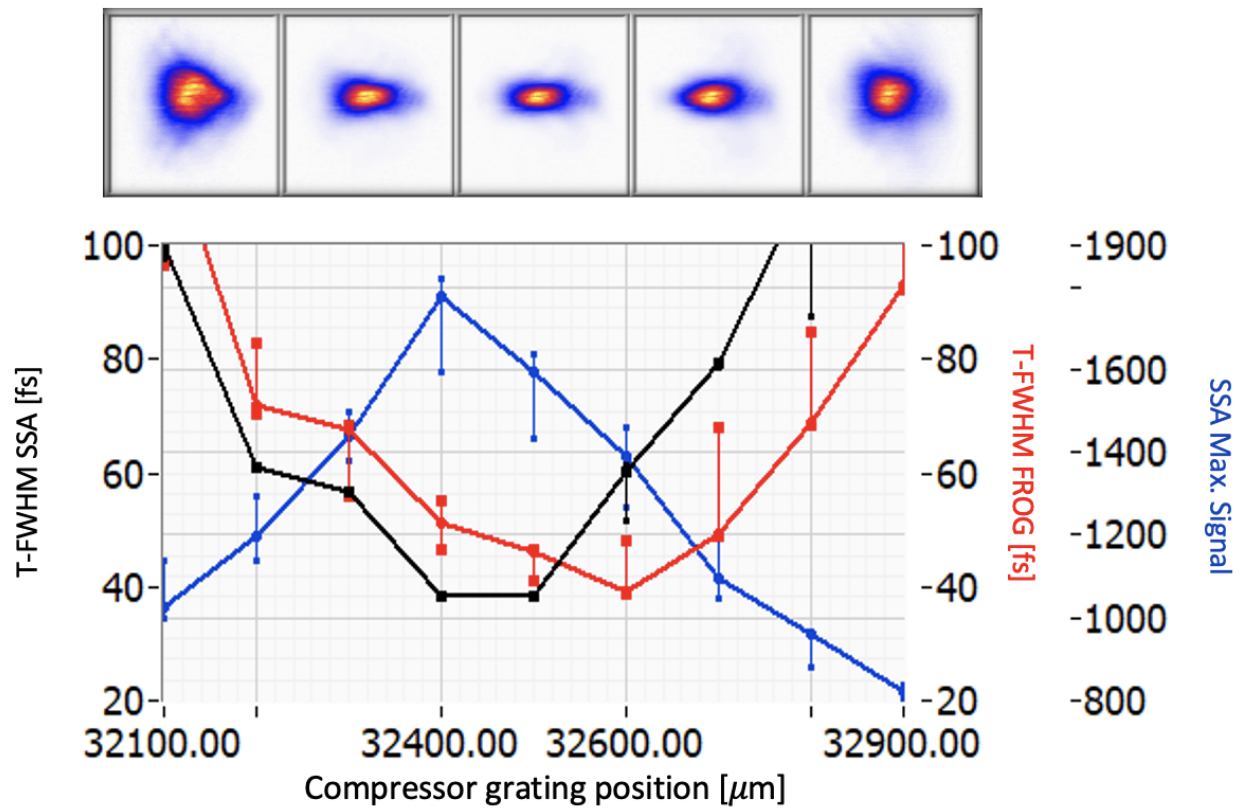 100 -100 -1900
80 -80 -1600
60 -60 -1400
-1200
40 -40
-1000
20 -20 -800
T-FWHM SSA [fs]
T-FWHM FROG [fs]
SSA Max. Signal
32100.00 32400.00 32600.00 32900.00
Compressor grating position [μm]